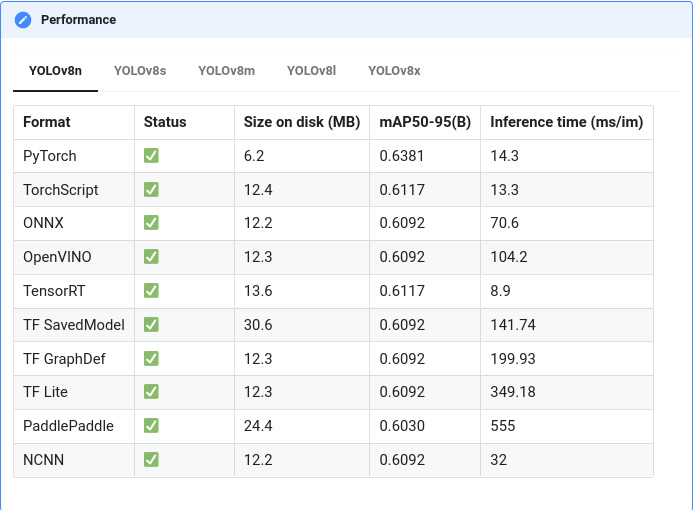 Performance
YOLOv8n YOLOv8s YOLOv8m YOLOv8l YOLOv8x
Format Status Size on disk (MB) mAP50-95(B) Inference time (ms/im)
PyTorch ✅ 6.2 0.6381 14.3
TorchScript ✅ 12.4 0.6117 13.3
ONNX ✅ 12.2 0.6092 70.6
OpenVINO ✅ 12.3 0.6092 104.2
TensorRT ✅ 13.6 0.6117 8.9
TF SavedModel ✅ 30.6 0.6092 141.74
TF GraphDef ✅ 12.3 0.6092 199.93
TF Lite ✅ 12.3 0.6092 349.18
PaddlePaddle ✅ 24.4 0.6030 555
NCNN ✅ 12.2 0.6092 32